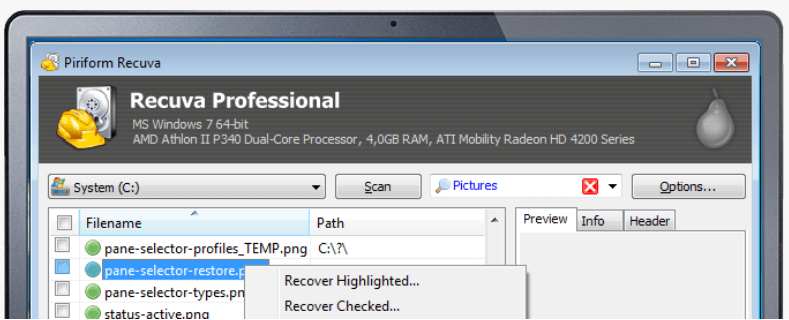 Piriform Recuva
Recuva Professional
MS Windows 7 64-bit
AMD Athlon II P340 Dual-Core Processor, 4,0GB RAM, ATI Mobility Radeon HD 4200 Series
System (C:)
Scan
Pictures
Options...
Filename
Path
Preview
Info
Header
pane-selector-profiles_TEMP.png
C:\?\
pane-selector-restore.p
Recover Highlighted...
pane-selector-types.pn
Recover Checked...
status-active.png